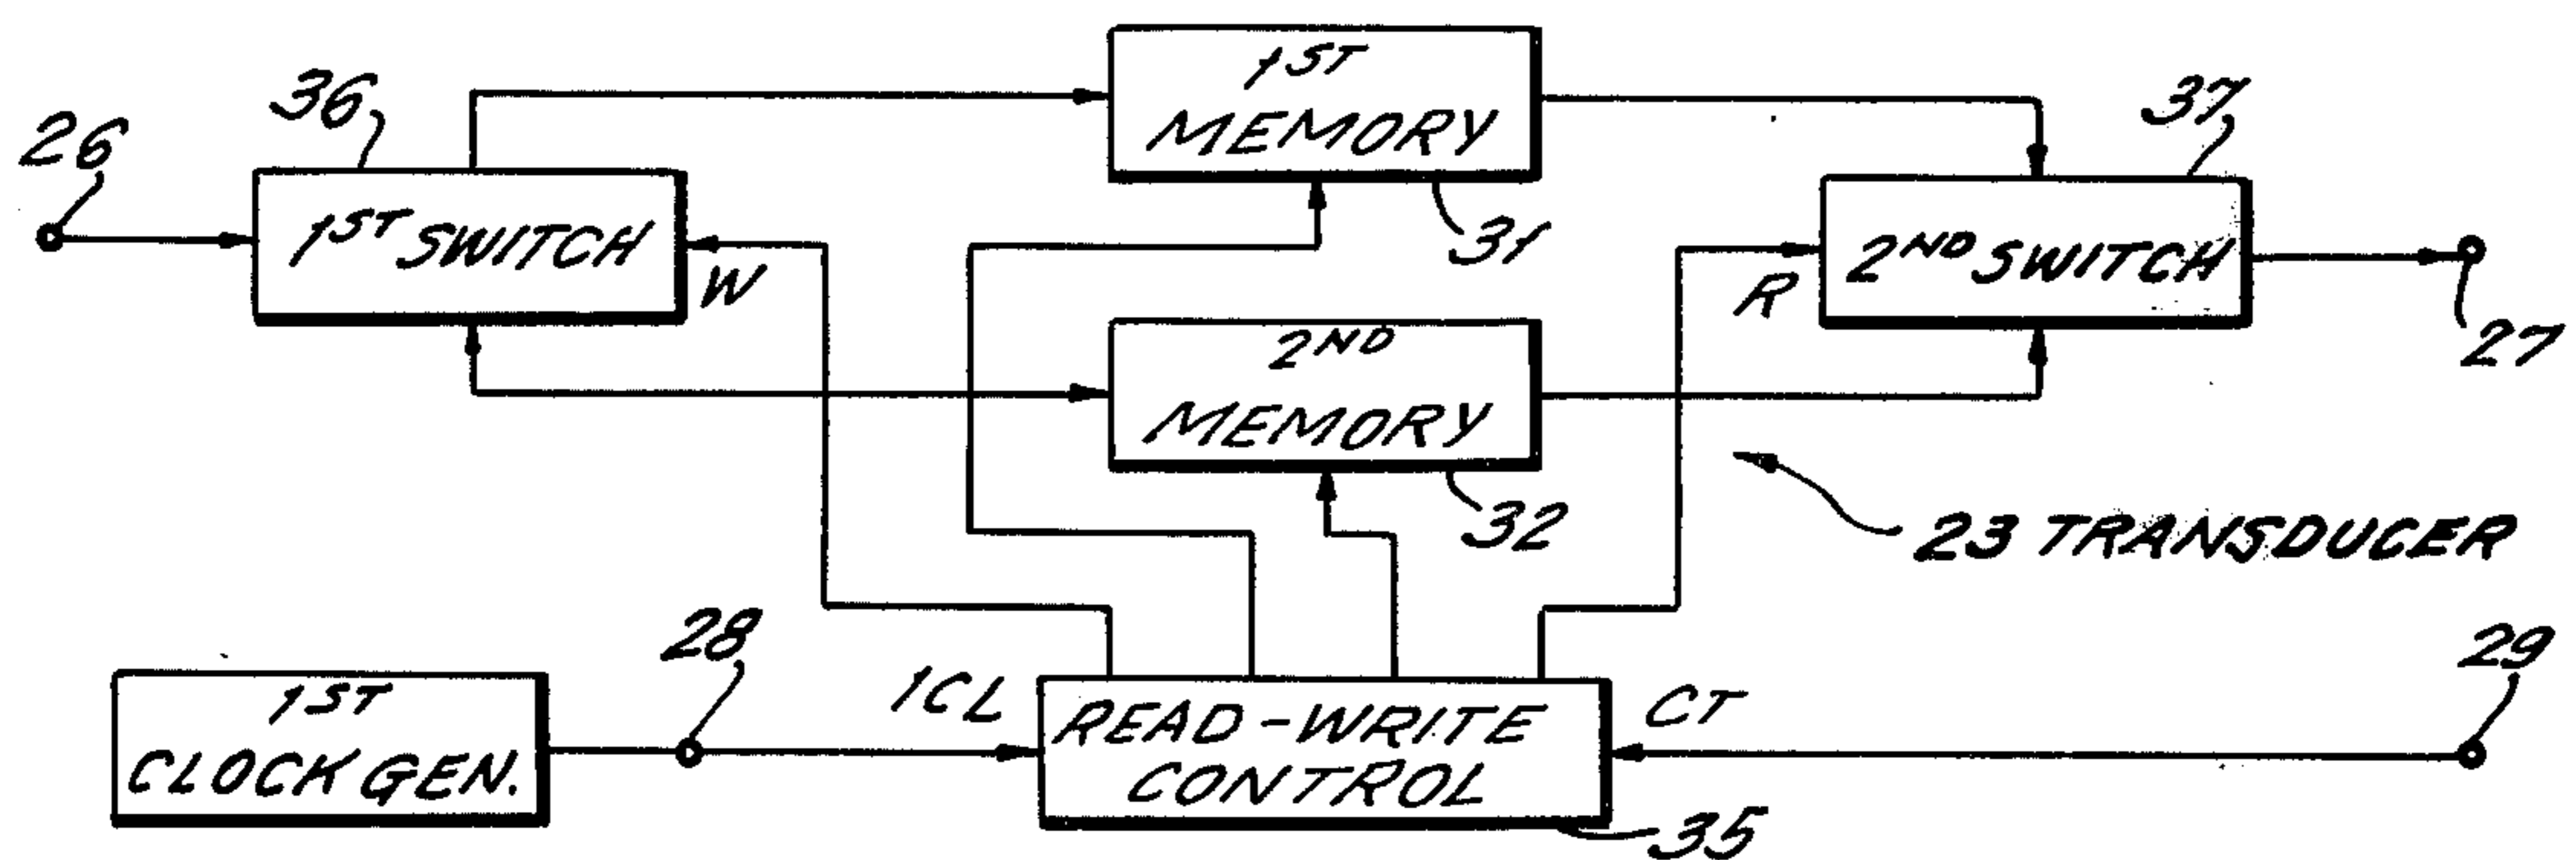 1ST
MEMORY
36
37
26
1ST SWITCH
31
2ND SWITCH
W
R
2ND
MEMORY
27
32
23 TRANSDUCER
28
29
1ST
CLOCK GEN.
1CL
READ-WRITE
CONTROL
CT
35